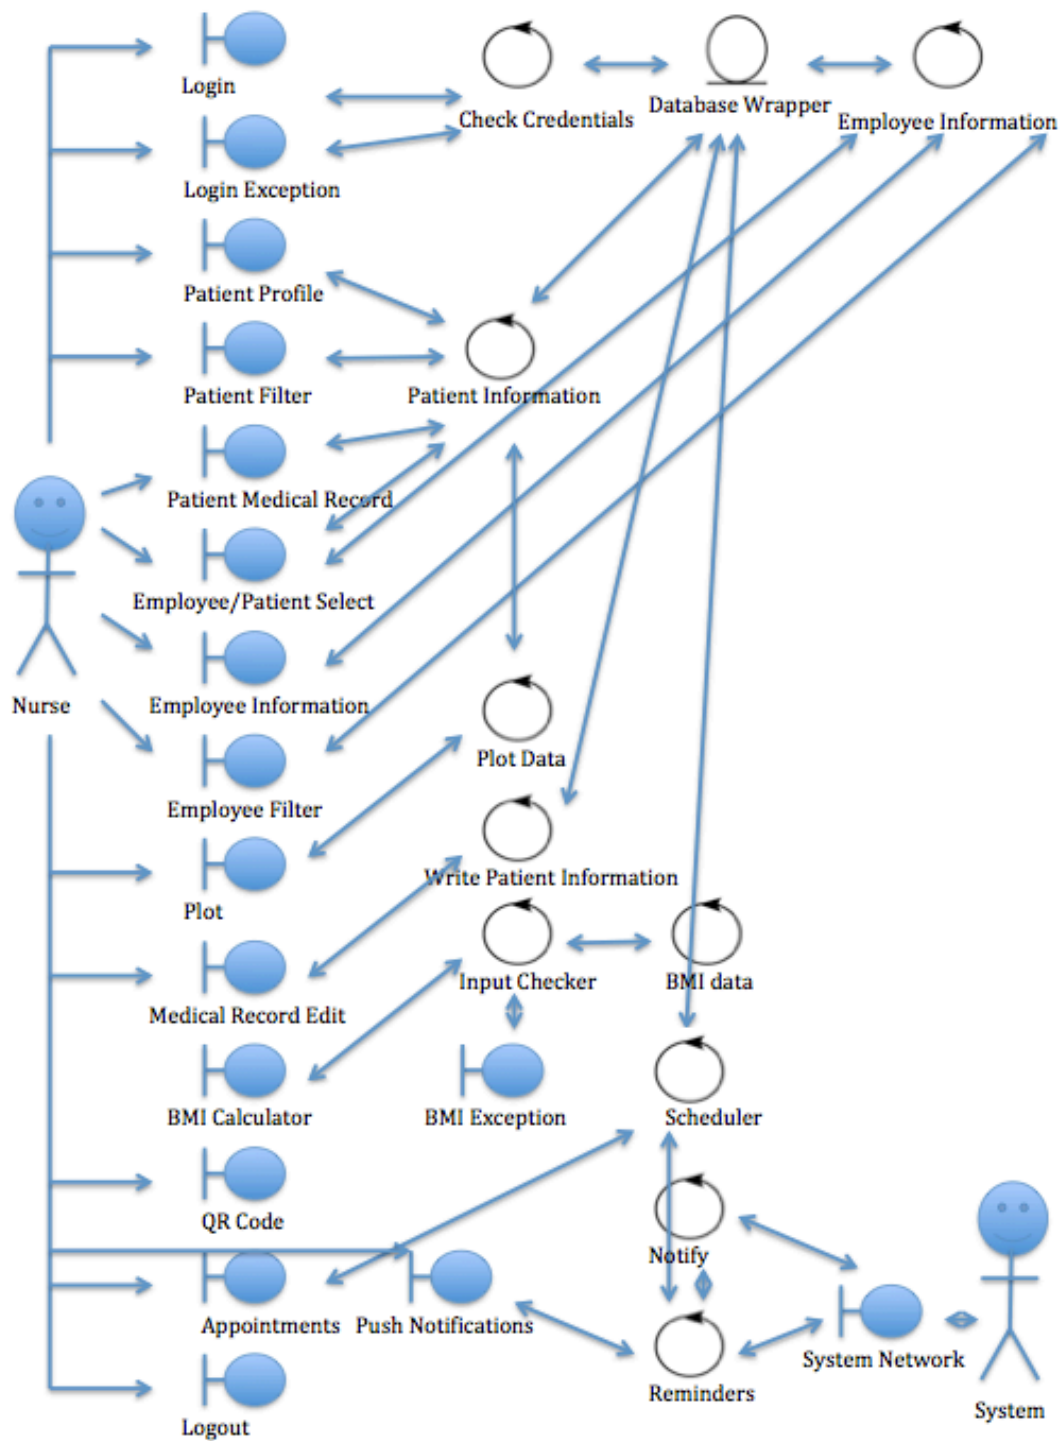 Login
Check Credentials
Database Wrapper
Employee Information
Login Exception
Patient Profile
Patient Filter
Patient Information
Patient Medical Record
Employee/Patient Select
Nurse
Employee Information
Plot Data
Employee Filter
Write Patient Information
Plot
Input Checker
BMI data
Medical Record Edit
BMI Calculator
BMI Exception
Scheduler
QR Code
Notify
Appointments
Push Notifications
System Network
Reminders
System
Logout